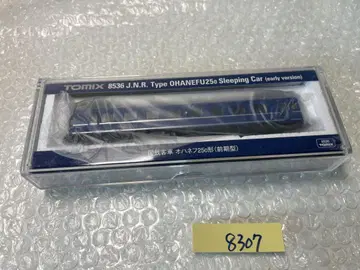 TOMIX 8536 J.N.R. Type OHANEFU25₀ Sleeping Car (early version)
国鉄客車 オハネフ25₀形(前期型)
8307